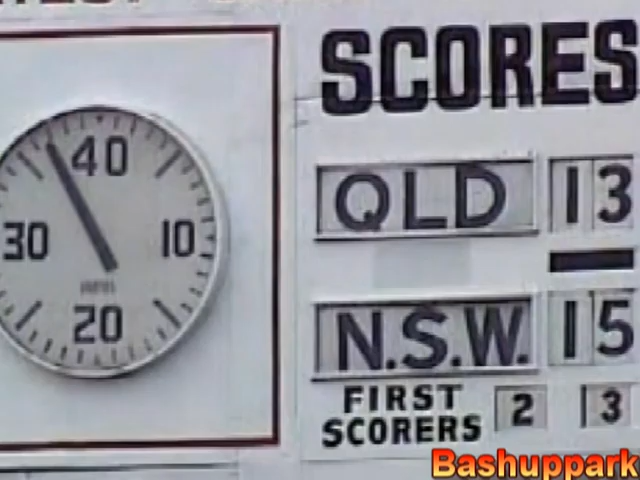 SCORES
40
30
10
20
QLD 13
N.S.W. 15
FIRST SCORERS 2 3
Bashuppark